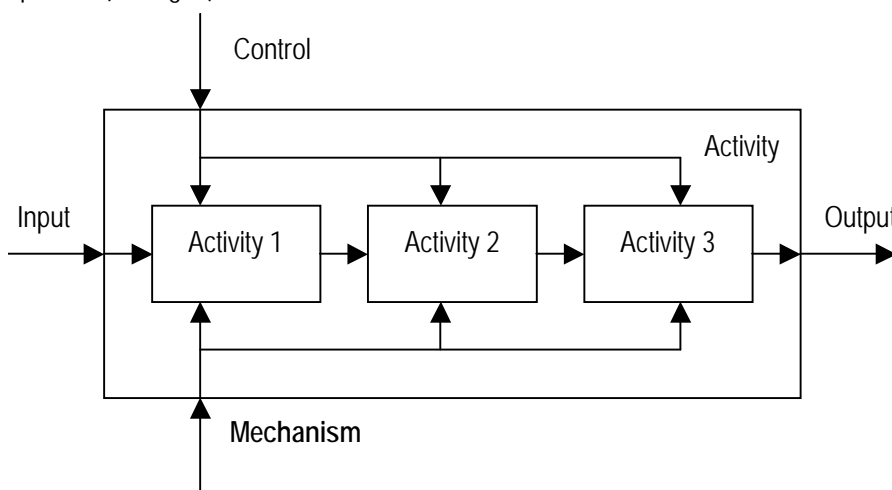 Control
Activity
Input
Activity 1
Activity 2
Activity 3
Output
Mechanism